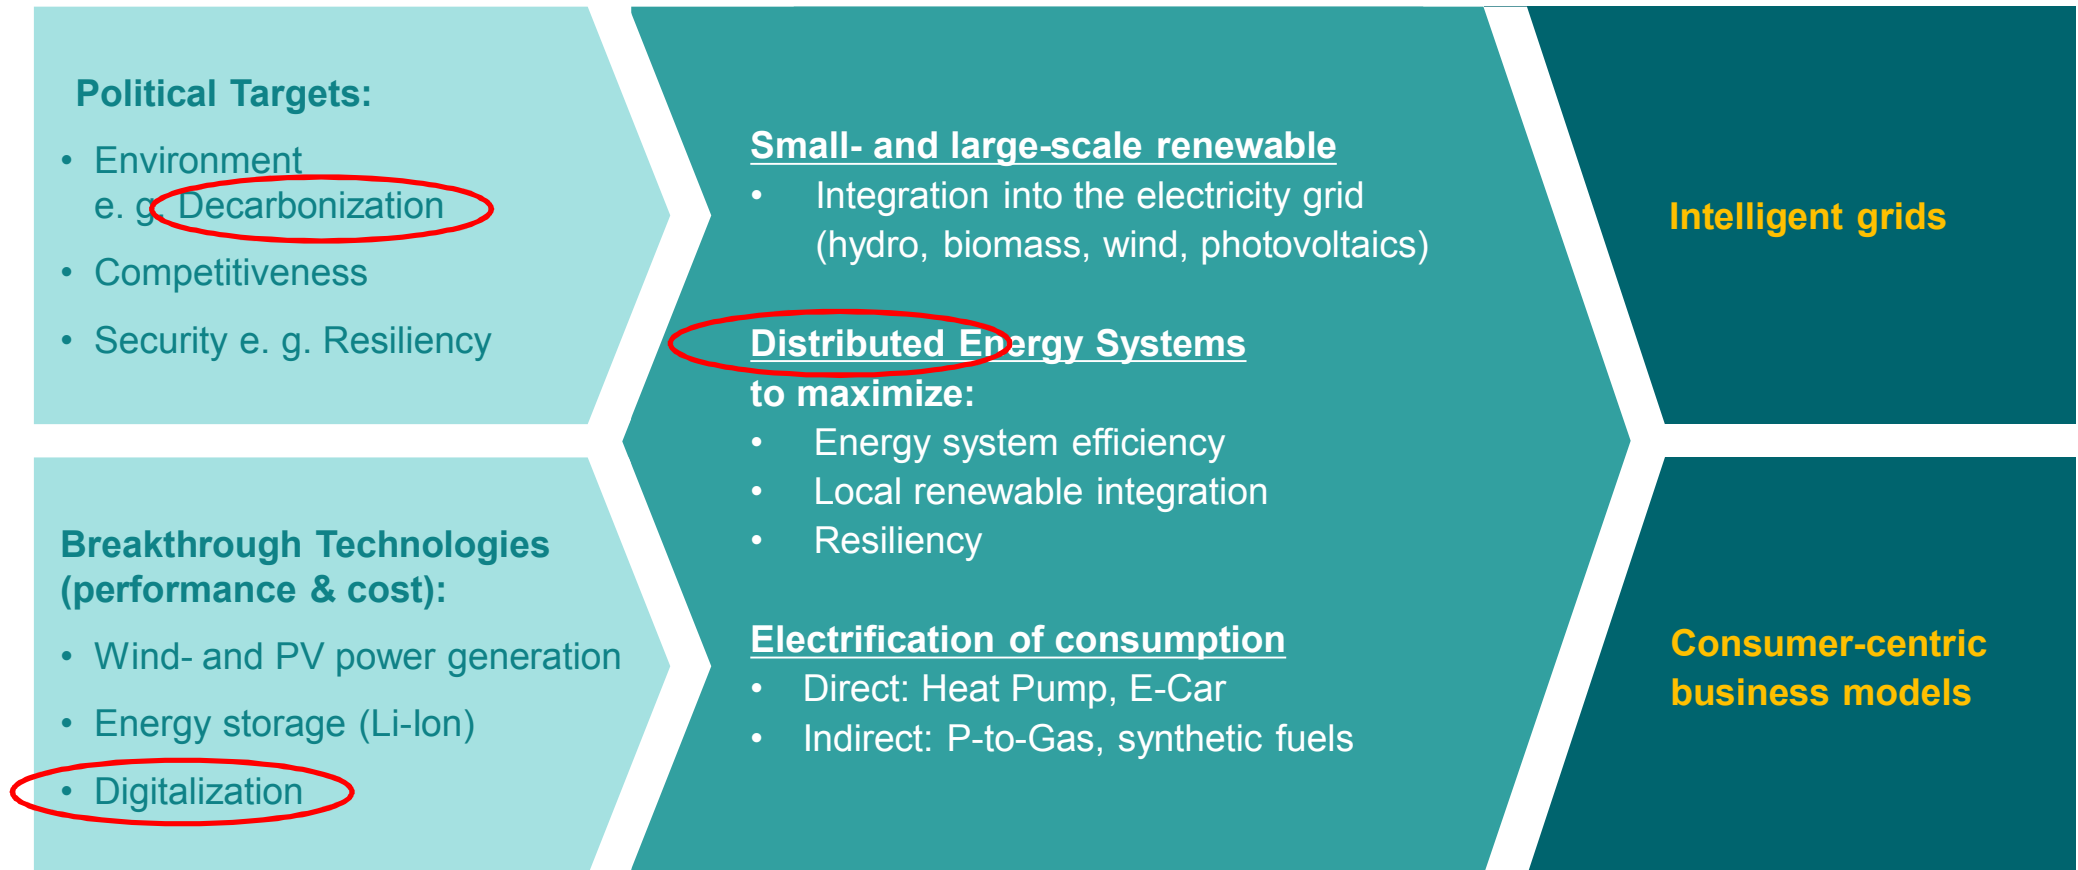 Political Targets:
• Environment
e. g. Decarbonization
• Competitiveness
• Security e. g. Resiliency
Breakthrough Technologies
(performance & cost):
• Wind- and PV power generation
• Energy storage (Li-Ion)
• Digitalization
Small- and large-scale renewable
• Integration into the electricity grid
(hydro, biomass, wind, photovoltaics)
Distributed Energy Systems
to maximize:
• Energy system efficiency
• Local renewable integration
• Resiliency
Electrification of consumption
• Direct: Heat Pump, E-Car
• Indirect: P-to-Gas, synthetic fuels
Intelligent grids
Consumer-centric
business models